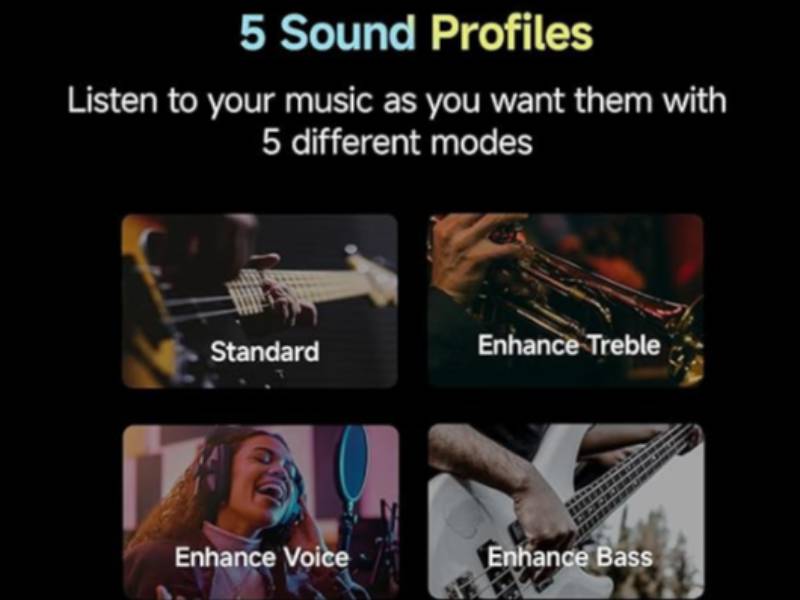 5 Sound Profiles
Listen to your music as you want them with
5 different modes
Standard
Enhance Treble
Enhance Voice
Enhance Bass